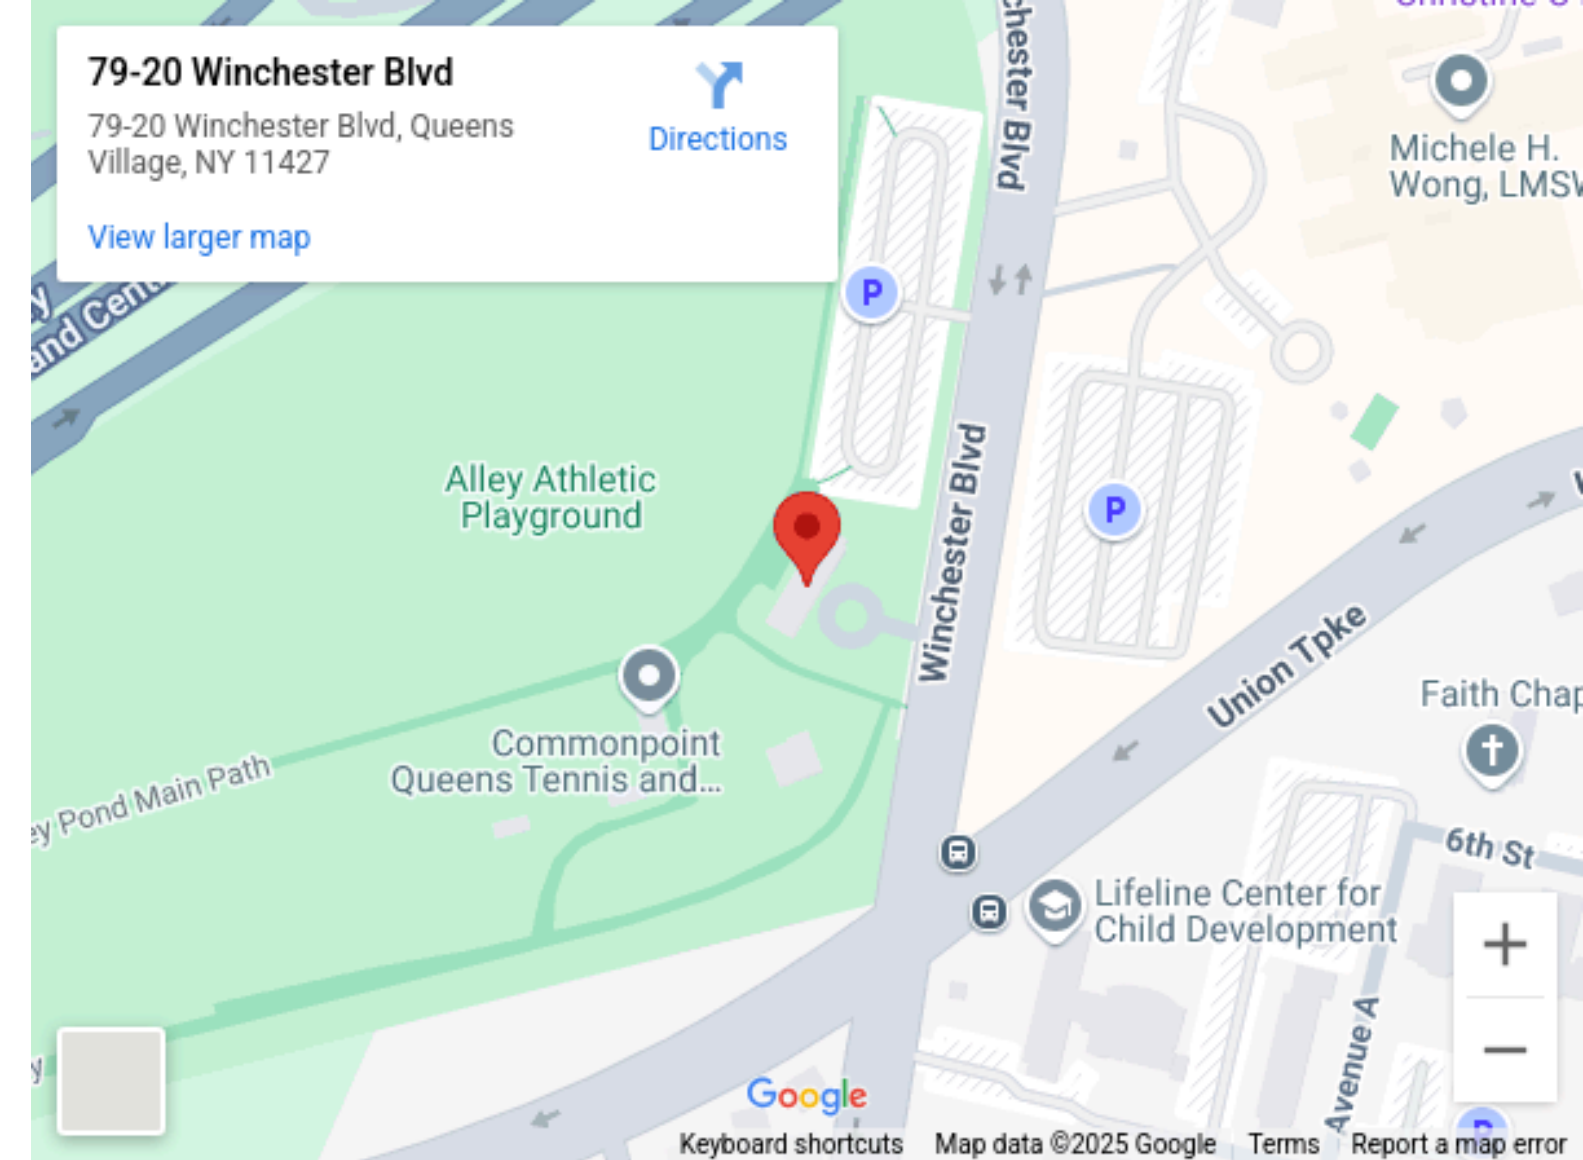 79-20 Winchester Blvd
79-20 Winchester Blvd, Queens
Village, NY 11427
Directions
View larger map
Winchester Blvd
Michele H.
Wong,
P
Alley Athletic
Playground
P
Winchester Blvd
Union Tpke
Commonpoint
Queens Tennis and...
Pond Main Path
Faith
6th St
Lifeline Center for
Child Development
Avenue A
+
−
P
Google
Keyboard shortcuts
Map data ©2025 Google
Terms
Report a map error